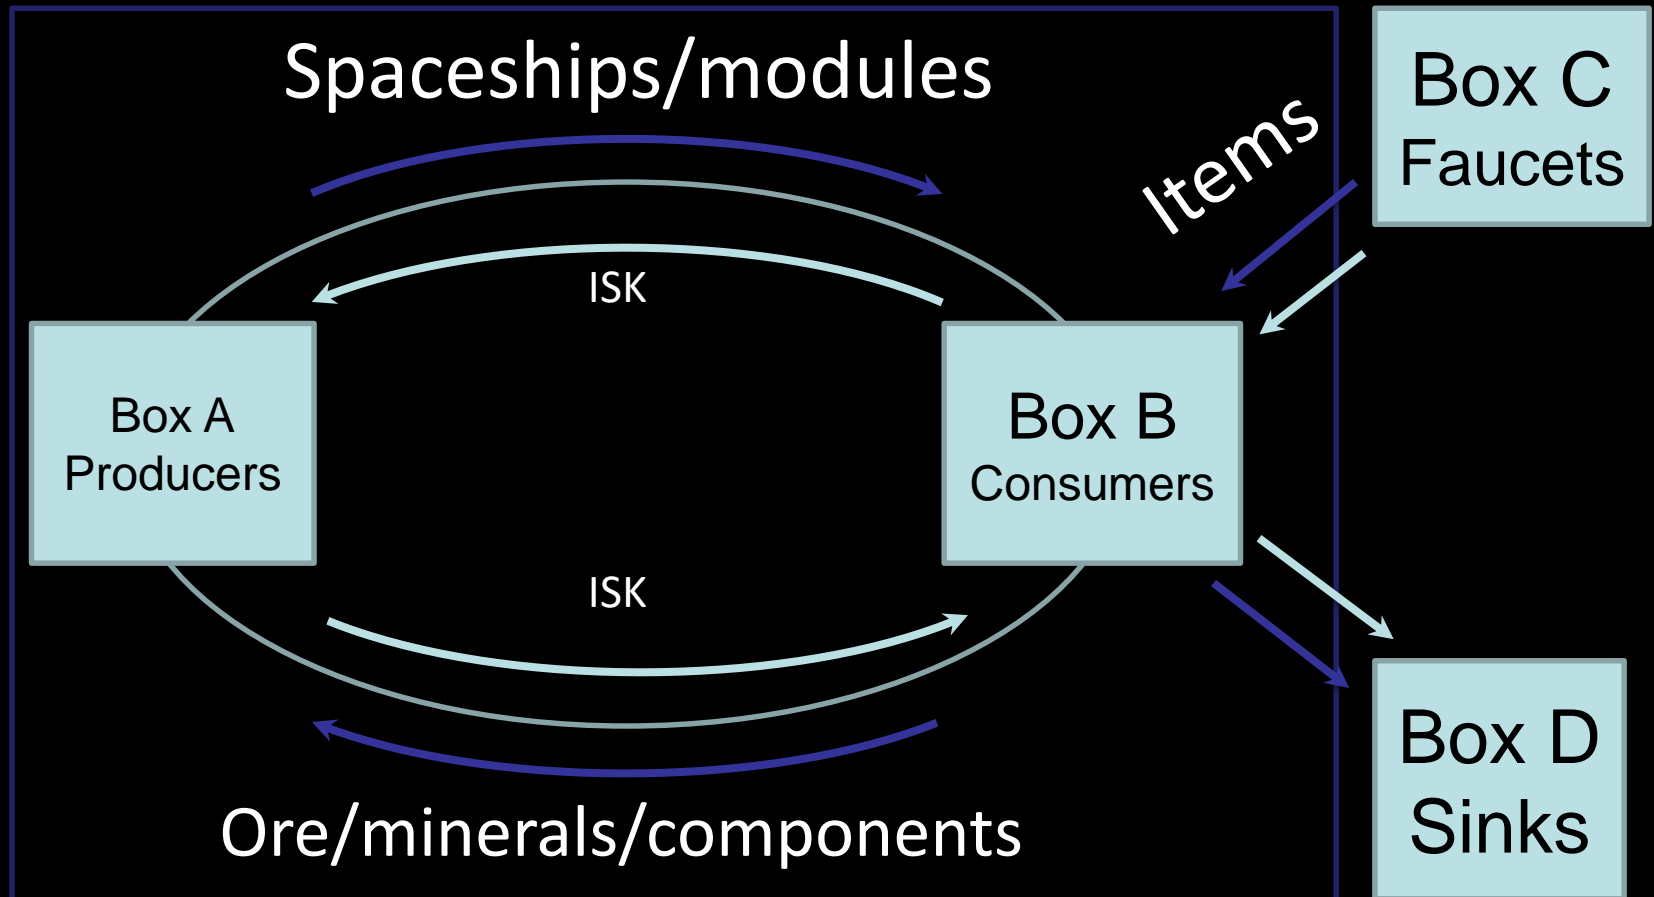 Spaceships/modules
Items
Box C
Faucets
ISK
Box A
Producers
Box B
Consumers
ISK
Ore/minerals/components
Box D
Sinks